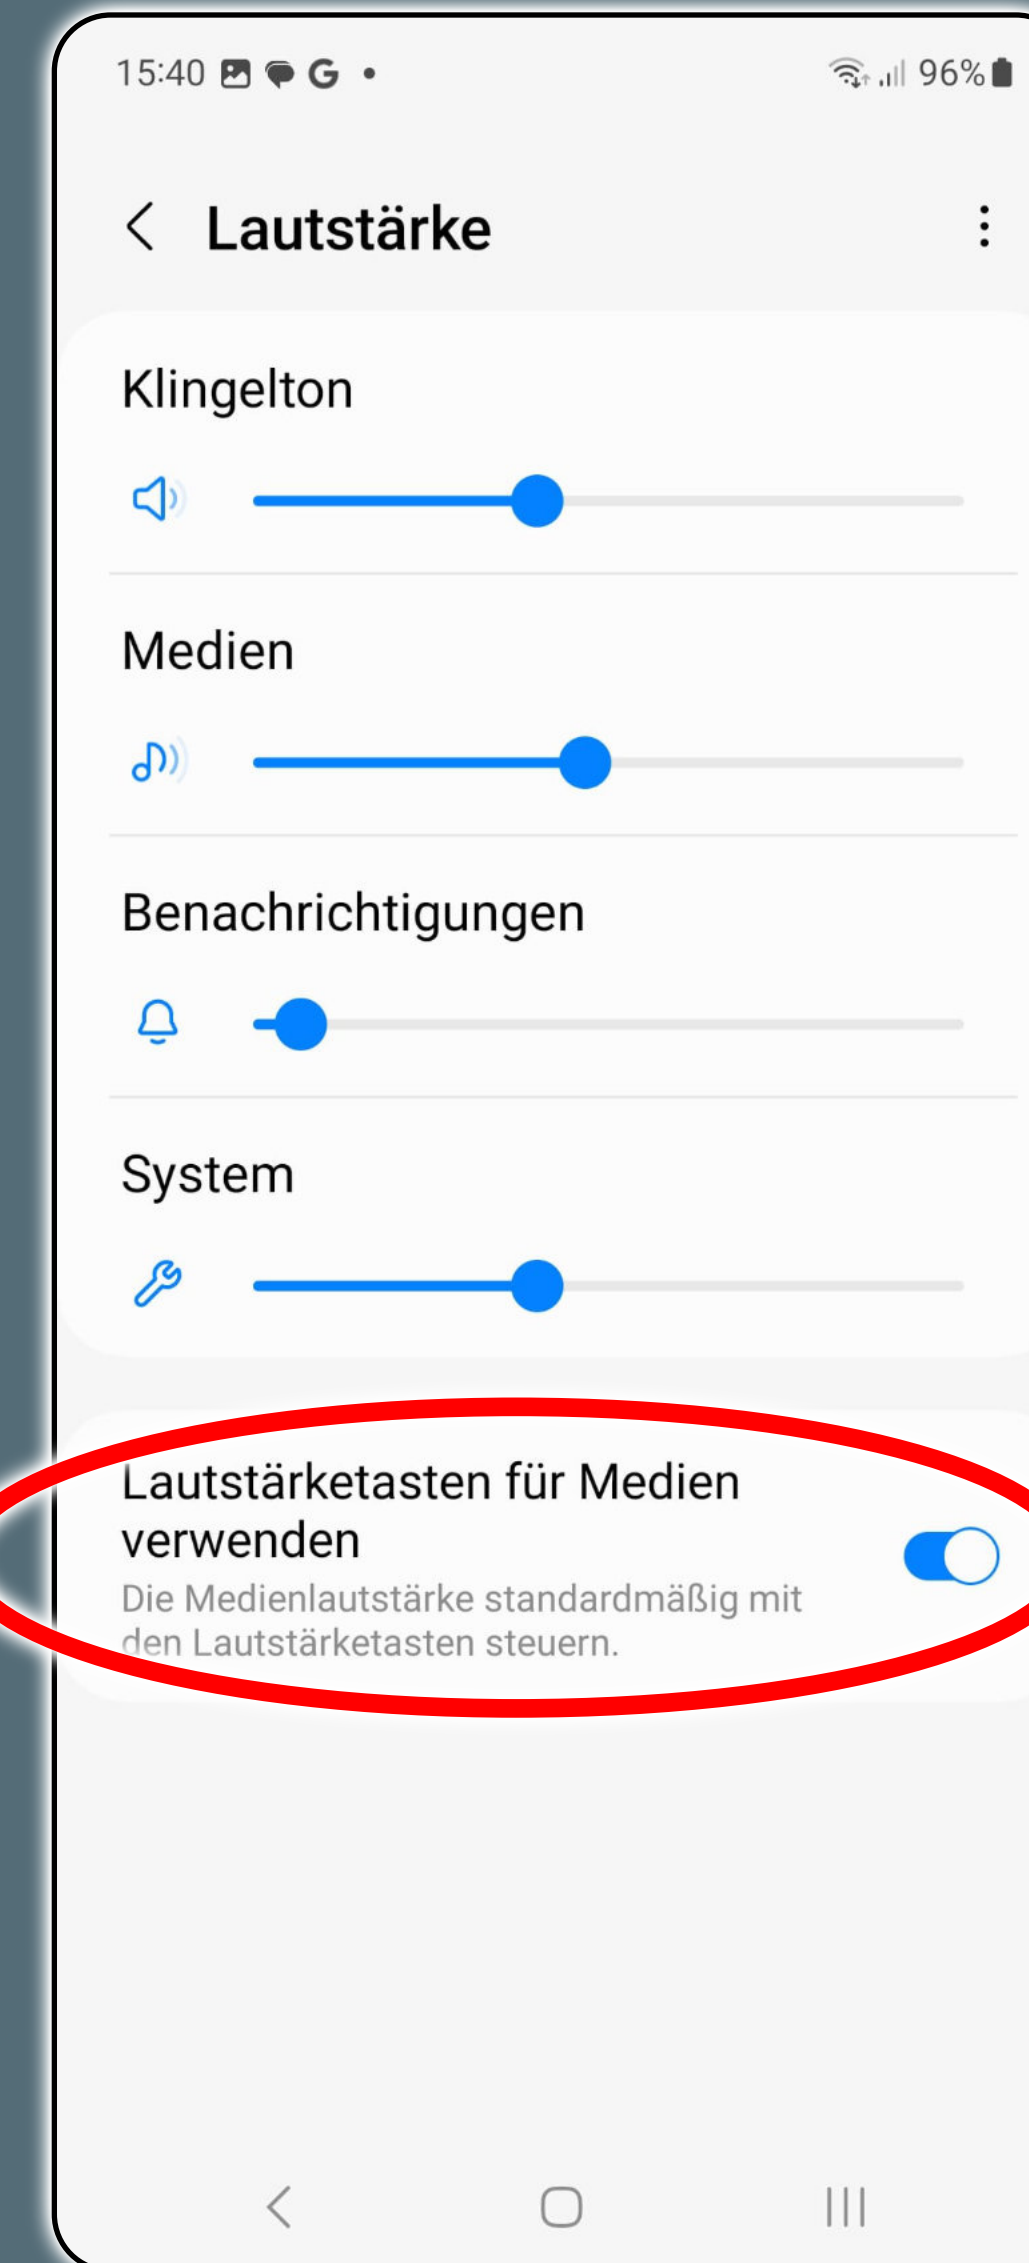 15:40 G
96%
Lautstärke
Klingelton
Medien
Benachrichtigungen
System
Lautstärketasten für Medien
verwenden
Die Medienlautstärke standardmäßig mit
den Lautstärketasten steuern.